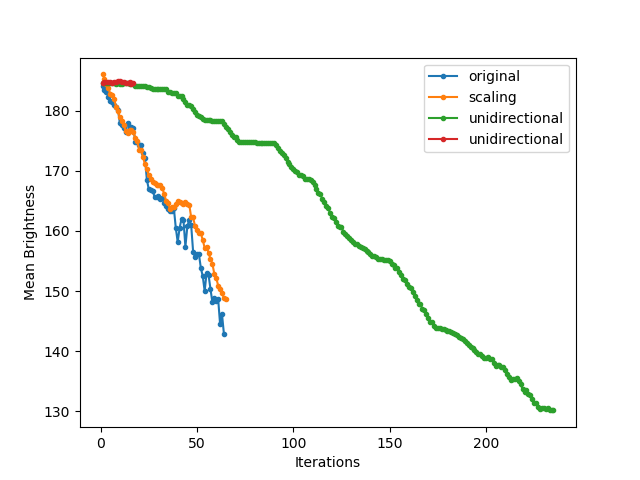 original
scaling
unidirectional
unidirectional
180
170
160
150
140
130
Mean Brightness
0 50 100 150 200
Iterations